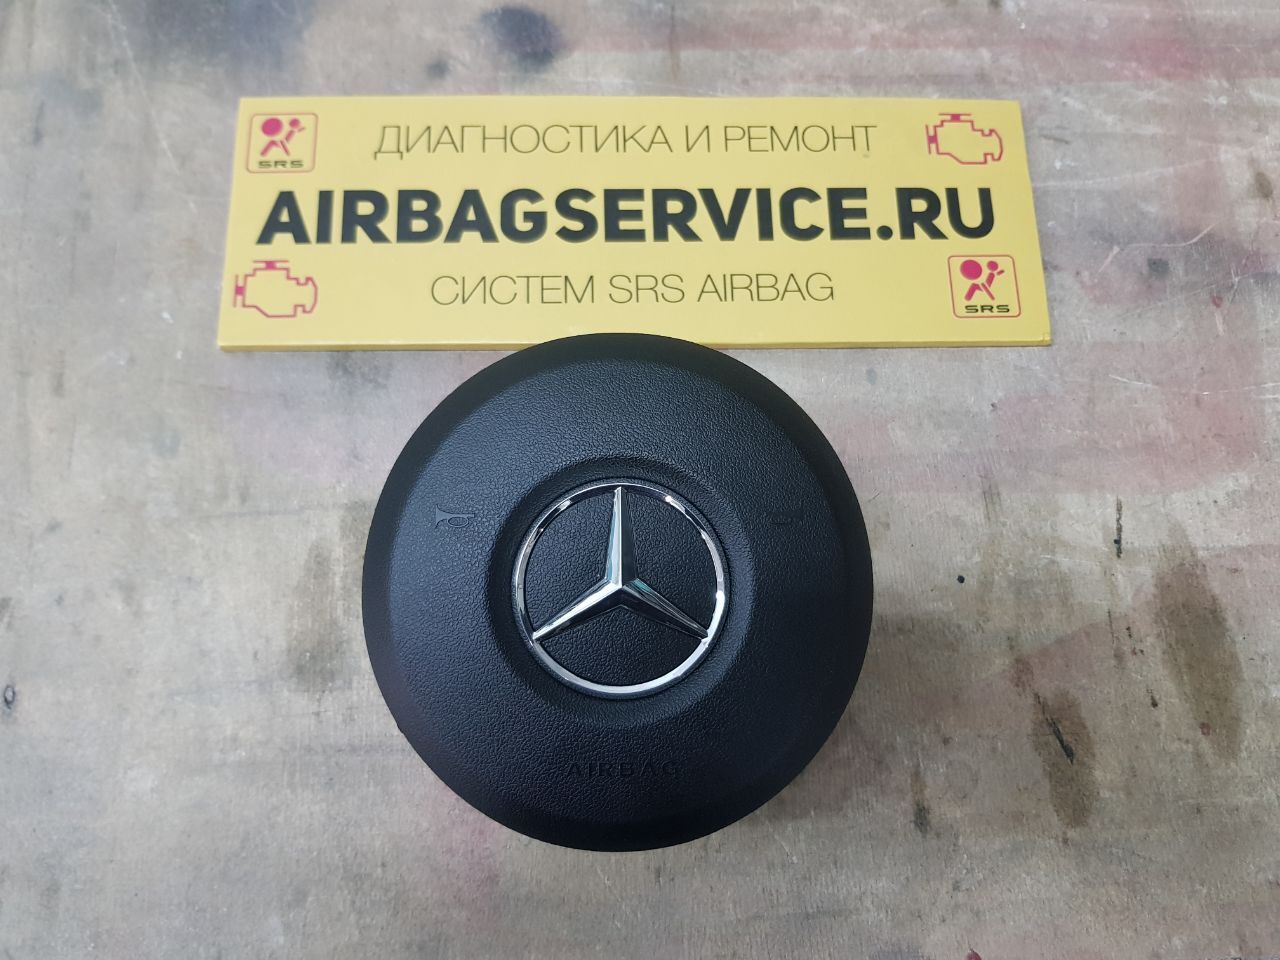 SRS
ДИАГНОСТИКА И РЕМОНТ
AIRBAGSERVICE.RU
СИСТЕМ SRS AIRBAG
SRS
AIRBAG